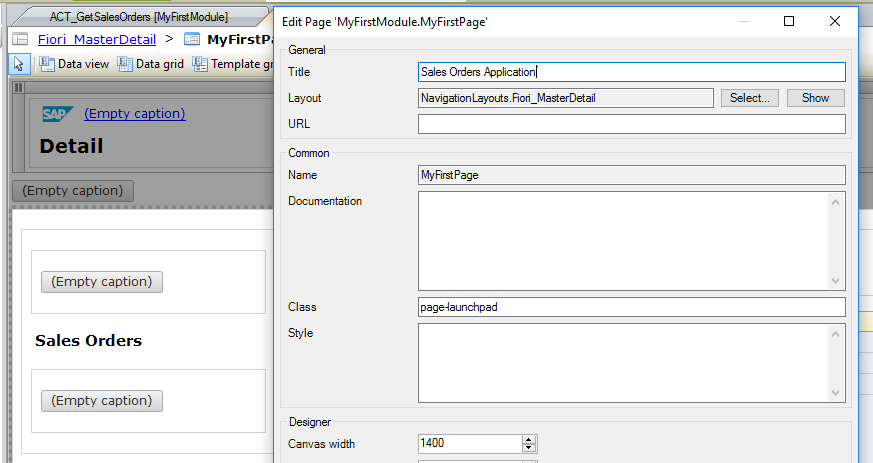 ACT_GetSalesOrders [MyFirstModule]
Fiori_MasterDetail > MyFirstPa
Data view Data grid Template gr
SAP (Empty caption)
Detail
(Empty caption)
(Empty caption)
Sales Orders
(Empty caption)
Edit Page 'MyFirstModule.MyFirstPage'
General
Title Sales Orders Application
Layout NavigationLayouts.Fiori_MasterDetail Select... Show
URL
Common
Name MyFirstPage
Documentation
Class page-launchpad
Style
Designer
Canvas width 1400